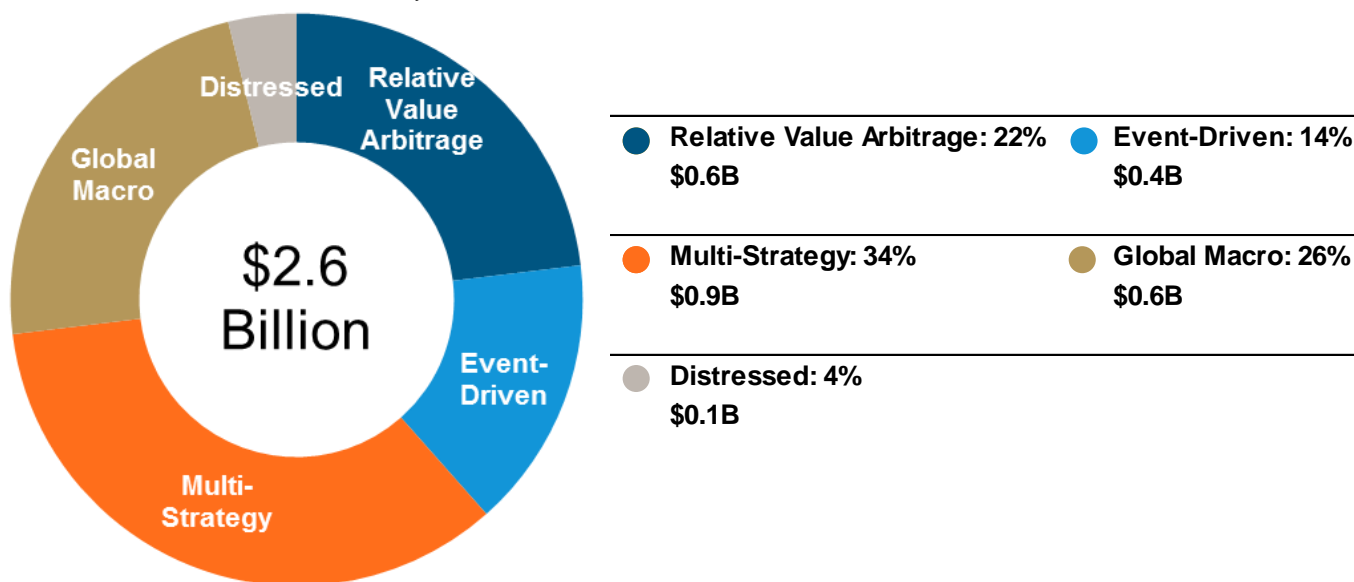 Distressed
Relative
Value
Arbitrage
Global
Macro
$2.6
Billion
Event-
Driven
Multi-
Strategy
Relative Value Arbitrage: 22%
$0.6B
Event-Driven: 14%
$0.4B
Multi-Strategy: 34%
$0.9B
Global Macro: 26%
$0.6B
Distressed: 4%
$0.1B